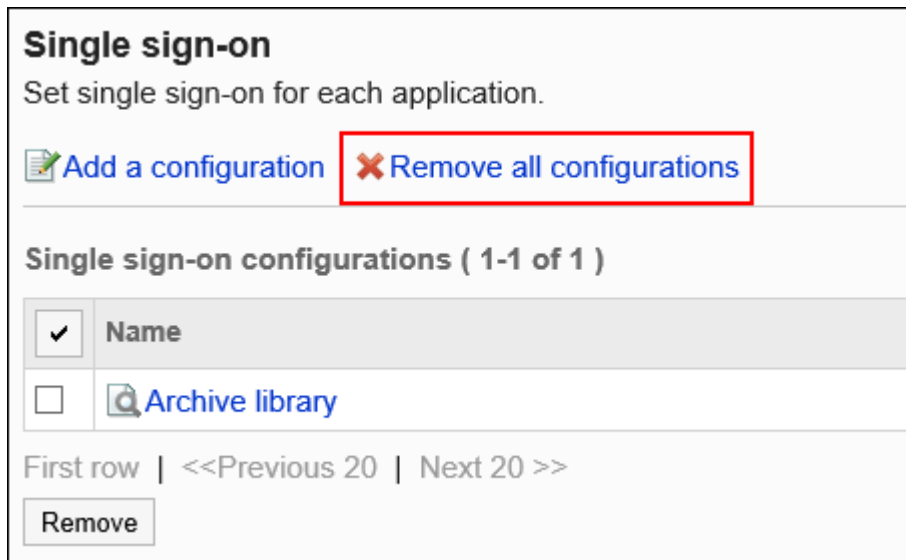 Single sign-on
Set single sign-on for each application.
Add a configuration Remove all configurations
Single sign-on configurations ( 1-1 of 1 )
Name
Archive library
First row | <<Previous 20 | Next 20 >>
Remove